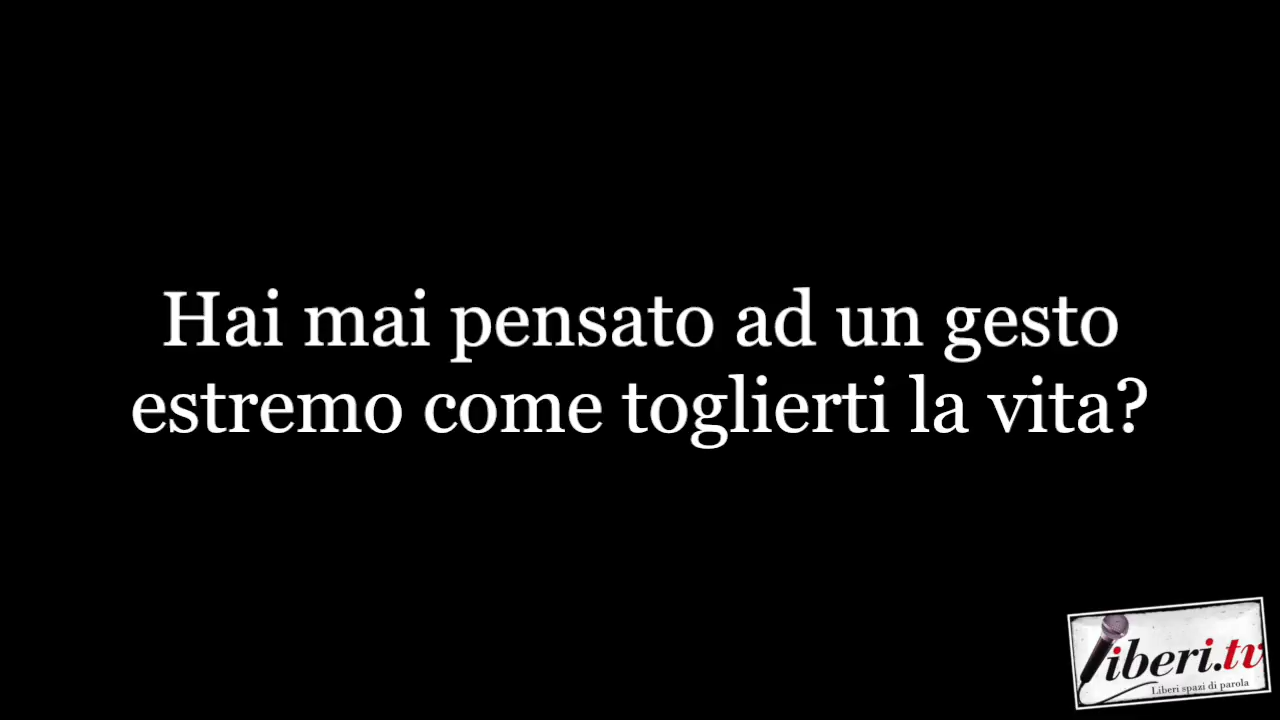 Hai mai pensato ad un gesto
estremo come toglierti la vita?
liberi.tv
Liberi spazi di parola